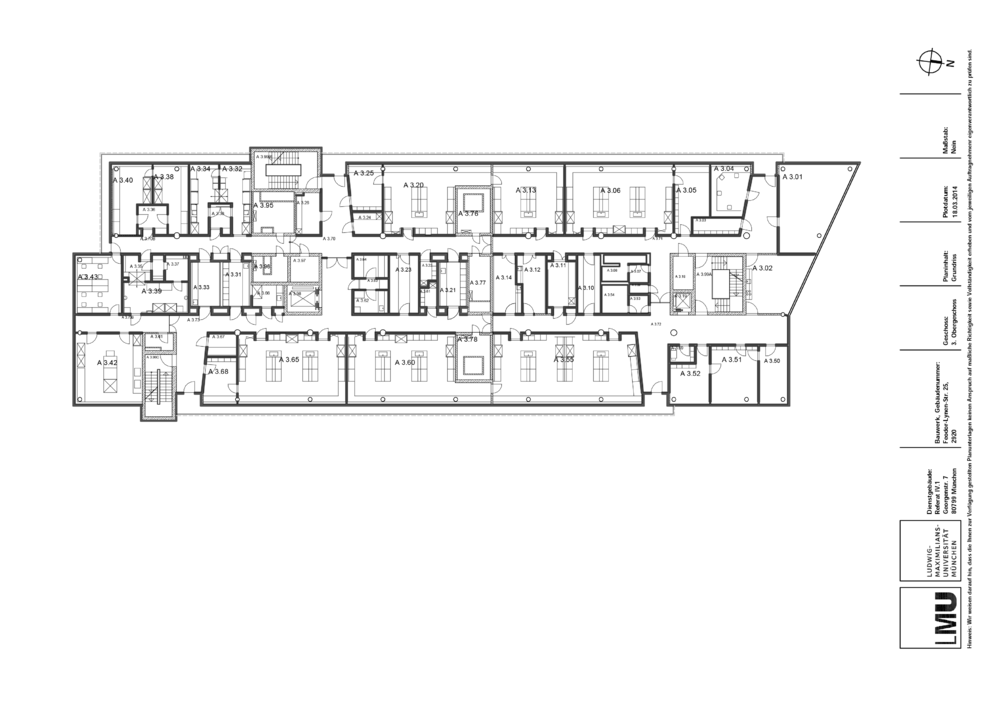 A 3.40
A 3.38
A 3.34
A 3.32
A 3.95
A 3.25
A 3.20
A 3.76
A 3.13
A 3.06
A 3.05
A 3.04
A 3.01
A 3.43
A 3.39
A 3.33
A 3.31
A 3.23
A 3.21
A 3.77
A 3.14
A 3.12
A 3.11
A 3.10
A 3.02
A 3.42
A 3.68
A 3.65
A 3.60
A 3.78
A 3.55
A 3.52
A 3.51
A 3.50
N
Maßstab:
Nein
Plotdatum:
18.03.2014
Planinhalt:
Grundriss
Geschoss:
3. Obergeschoss
Bauwerk, Gebäudenummer:
Feodor-Lynen-Str. 25,
2920
Dienstgebäude:
Referat IV.1
Georgenstr. 7
80799 München
LUDWIG-
MAXIMILIANS-
UNIVERSITÄT
MÜNCHEN
LMU
Hinweis: Wir weisen darauf hin, dass die Ihnen zur Verfügung gestellten Planunterlagen keinen Anspruch auf maßliche Richtigkeit sowie Vollständigkeit erheben und vom jeweiligen Auftragnehmer eigenverantwortlich zu prüfen sind.